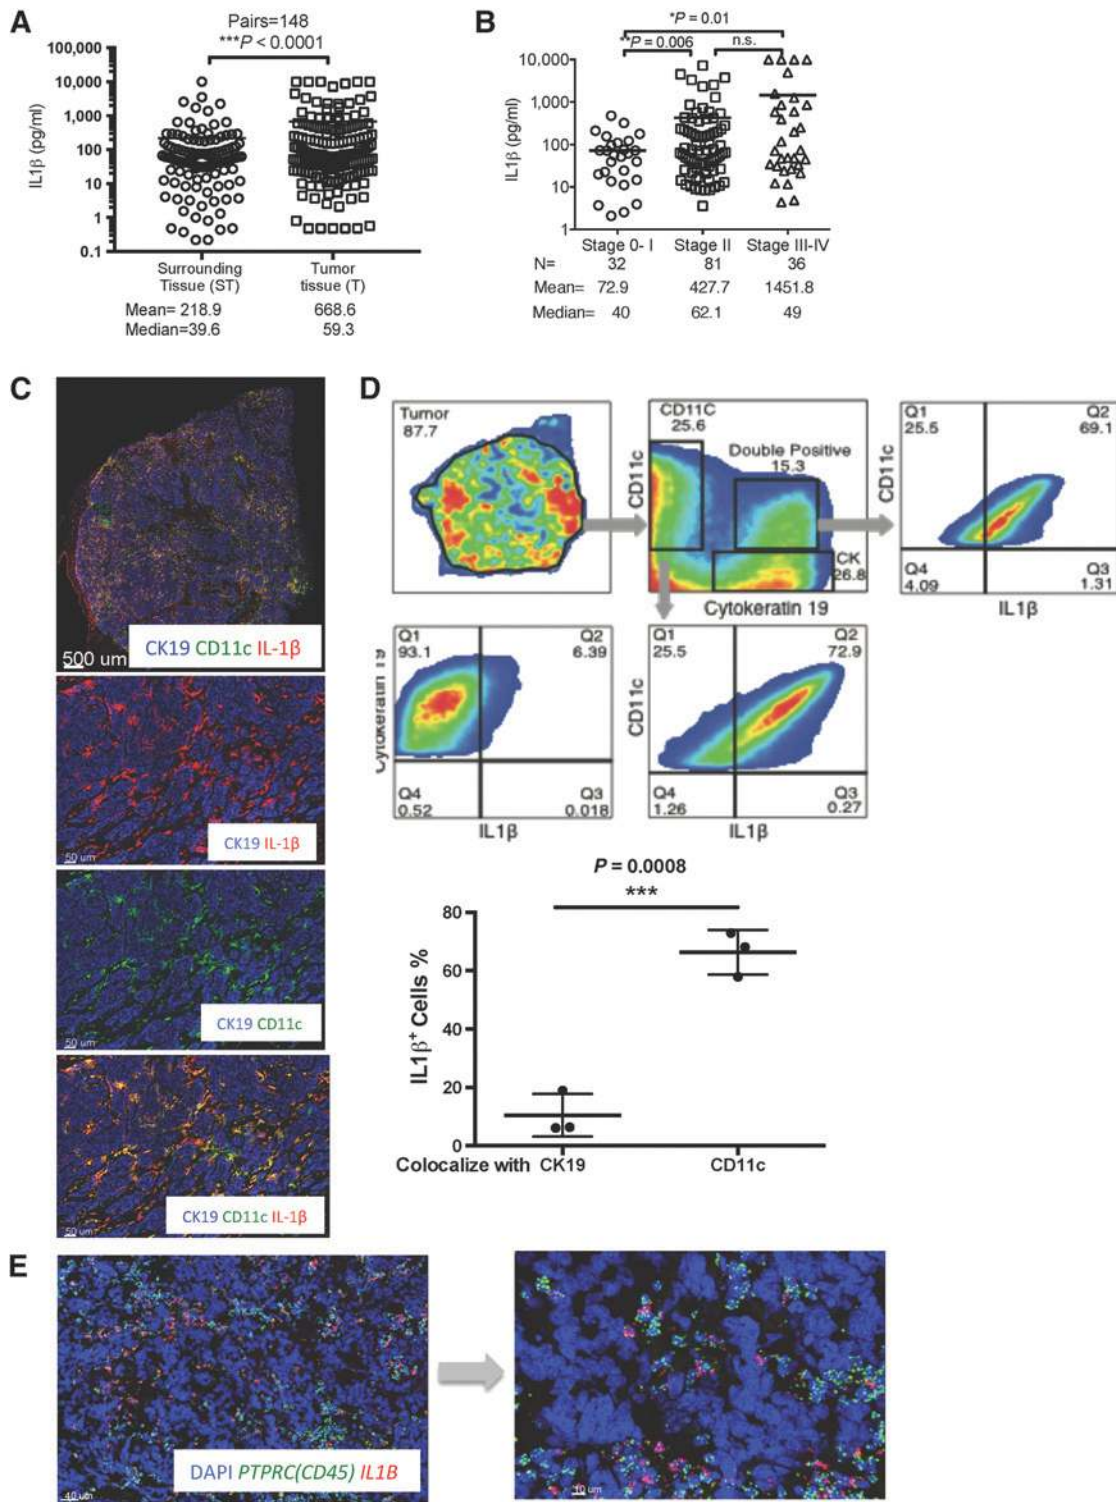 A
Pairs=148
***P < 0.0001
100,000
10,000
1,000
100
10
1
0.1
IL1β (pg/ml)
Surrounding
Tissue (ST)
Tumor
tissue (T)
Mean= 218.9 668.6
Median=39.6 59.3
B
*P = 0.01
**P = 0.006
n.s.
10,000
1,000
100
10
1
IL1β (pg/ml)
Stage 0- I Stage II Stage III-IV
N= 32 81 36
Mean= 72.9 427.7 1451.8
Median= 40 62.1 49
C
CK19 CD11c IL-1β
500 um
CK19 IL-1β
50 um
CK19 CD11c
50 um
CK19 CD11c IL-1β
50 um
D
Tumor
87.7
CD11C
25.6
Double Positive
15.3
CK
26.8
CD11c
Cytokeratin 19
Q1
25.5
Q2
69.1
Q4
4.09
Q3
1.31
CD11c
IL1β
Q1
93.1
Q2
6.39
Q4
0.52
Q3
0.018
Cytokeratin 19
IL1β
Q1
25.5
Q2
72.9
Q4
1.26
Q3
0.27
CD11c
IL1β
P = 0.0008
***
80
60
40
20
0
IL1β+ Cells %
Colocalize with CK19 CD11c
E
DAPI PTPRC(CD45) IL1B
40 um
10 um